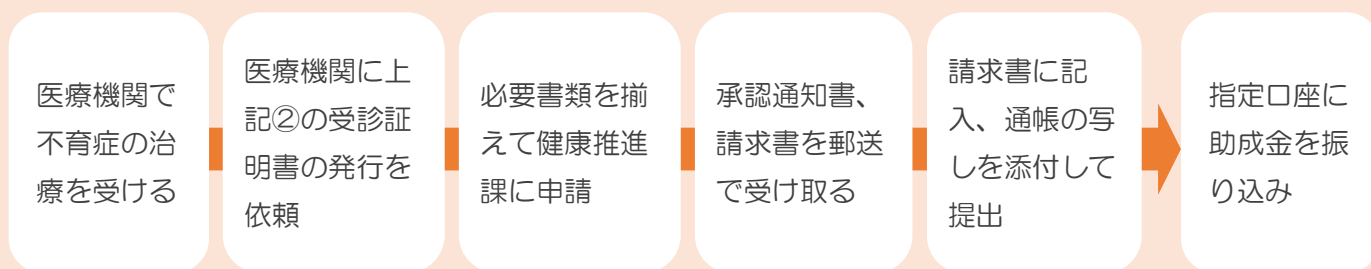 医療機関で
不育症の治
療を受ける
医療機関に上
記②の受診証
明書の発行を
依頼
必要書類を揃
えて健康推進
課に申請
承認通知書、
請求書を郵送
で受け取る
請求書に記
入、通帳の写
しを添付して
提出
指定口座に
助成金を振
り込み